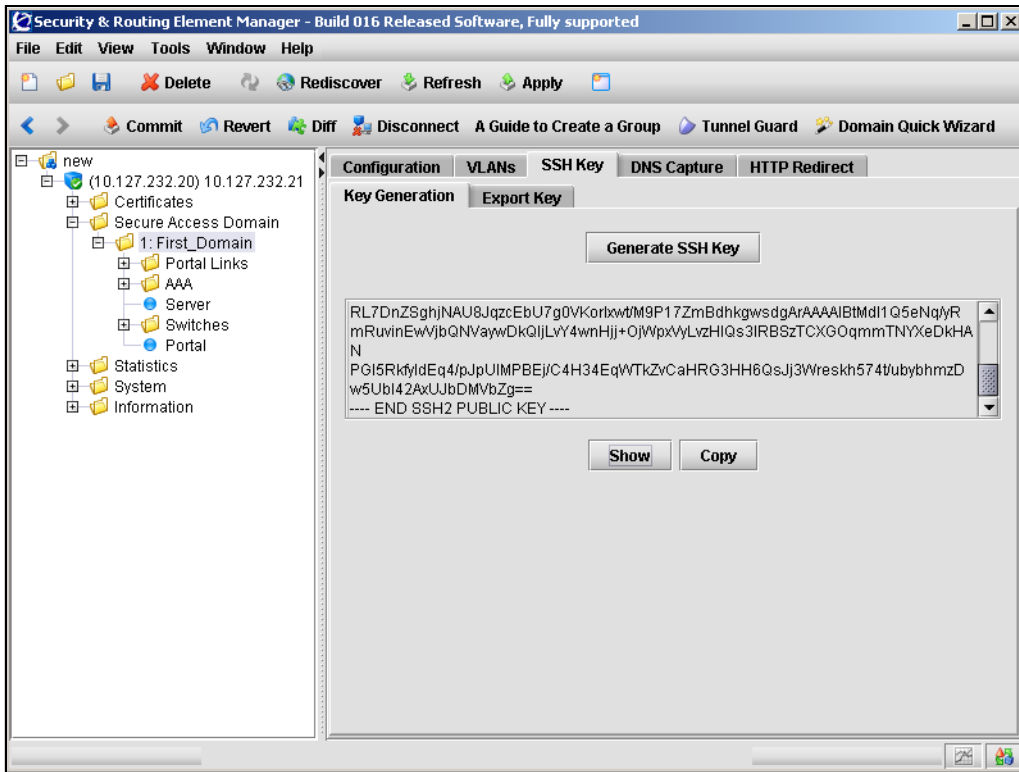 Security & Routing Element Manager - Build 016 Released Software, Fully supported
File Edit View Tools Window Help
Delete Rediscover Refresh Apply
Commit Revert Diff Disconnect A Guide to Create a Group Tunnel Guard Domain Quick Wizard
new
(10.127.232.20) 10.127.232.21
Certificates
Secure Access Domain
1: First_Domain
Portal Links
AAA
Server
Switches
Portal
Statistics
System
Information
Configuration VLANs SSH Key DNS Capture HTTP Redirect
Key Generation Export Key
Generate SSH Key
RL7DnZSghjNAU8JqzcEbU7g0VKorlxwt/M9P17ZmBdhkgwsdgArAAAAIBtMdl1Q5eNq/yR
mRuvinEwVjbQNVaywDkQIjLvY4wnHjj+OjWpxVyLvzHIQs3IRBSzTCXGOqmmTNYXeDkHA
N
PGI5RkfyldEq4/pJpUIMPBEj/C4H34EqWTkZvCaHRG3HH6QsJj3Wreskh574t/ubybhmzD
w5UbI42AxUJbDMVbZg==
---- END SSH2 PUBLIC KEY ----
Show Copy